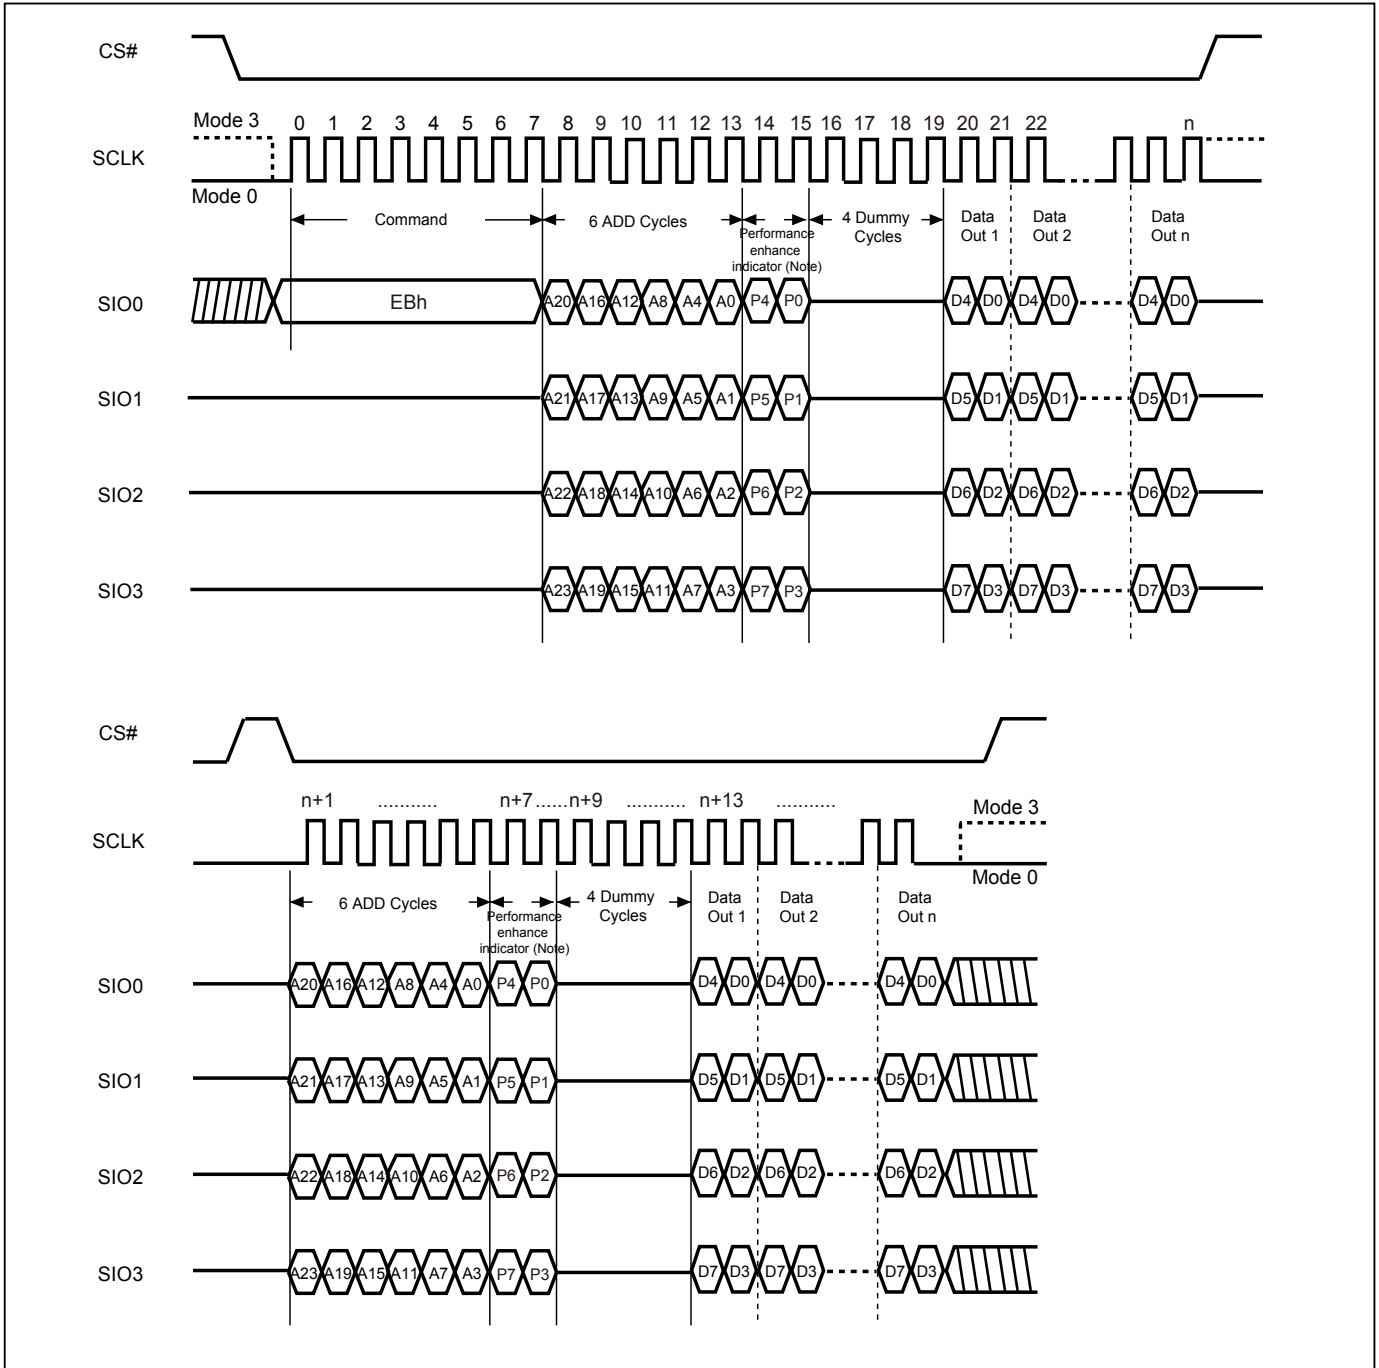 CS#
Mode 3
0 1 2 3 4 5 6 7 8 9 10 11 12 13 14 15 16 17 18 19 20 21 22 n
SCLK
Mode 0
Command
6 ADD Cycles
Performance
enhance
indicator (Note)
4 Dummy
Cycles
Data
Out 1
Data
Out 2
Data
Out n
SIO0 EBh A20 A16 A12 A8 A4 A0 P4 P0 D4 D0 D4 D0 D4 D0
SIO1 A21 A17 A13 A9 A5 A1 P5 P1 D5 D1 D5 D1 D5 D1
SIO2 A22 A18 A14 A10 A6 A2 P6 P2 D6 D2 D6 D2 D6 D2
SIO3 A23 A19 A15 A11 A7 A3 P7 P3 D7 D3 D7 D3 D7 D3
CS#
n+1 ........... n+7......n+9 ........... n+13 ...........
Mode 3
SCLK
Mode 0
6 ADD Cycles
Performance
enhance
indicator (Note)
4 Dummy
Cycles
Data
Out 1
Data
Out 2
Data
Out n
SIO0 A20 A16 A12 A8 A4 A0 P4 P0 D4 D0 D4 D0 D4 D0
SIO1 A21 A17 A13 A9 A5 A1 P5 P1 D5 D1 D5 D1 D5 D1
SIO2 A22 A18 A14 A10 A6 A2 P6 P2 D6 D2 D6 D2 D6 D2
SIO3 A23 A19 A15 A11 A7 A3 P7 P3 D7 D3 D7 D3 D7 D3